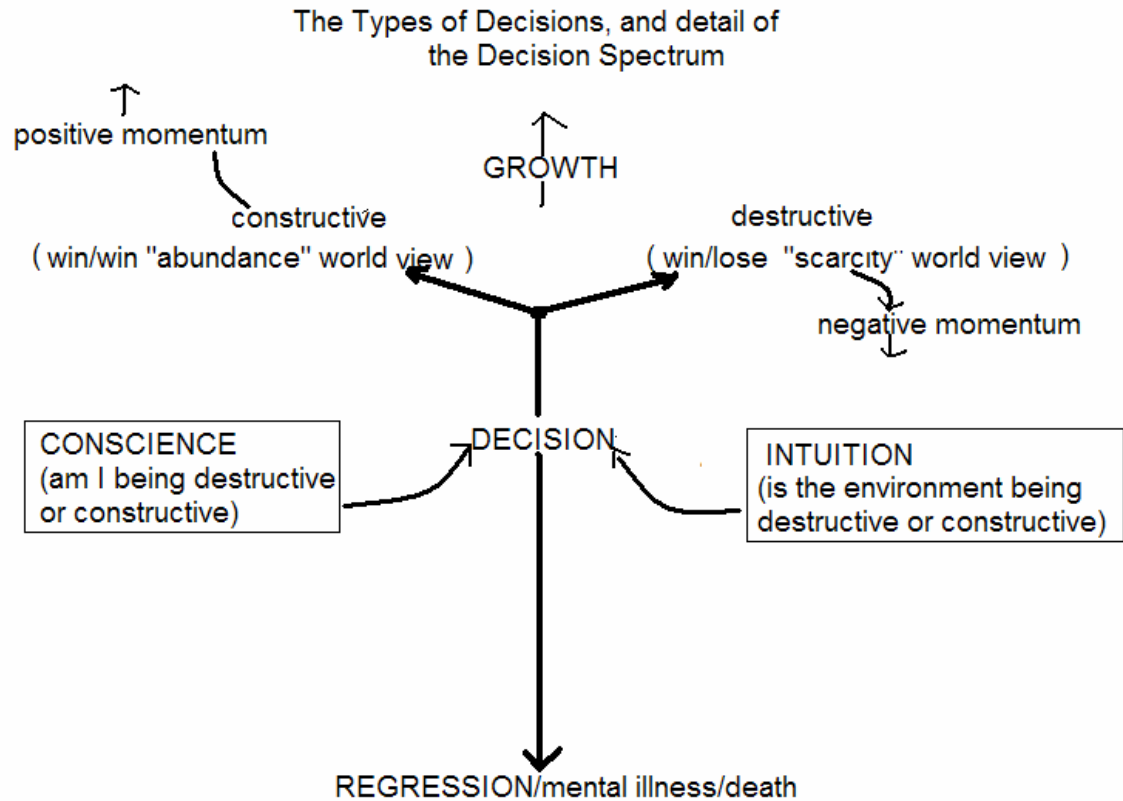 The Types of Decisions, and detail of
the Decision Spectrum
positive momentum
GROWTH
constructive
( win/win "abundance" world view )
destructive
( win/lose "scarcity" world view )
negative momentum
CONSCIENCE
(am I being destructive
or constructive)
DECISION
INTUITION
(is the environment being
destructive or constructive)
REGRESSION/mental illness/death